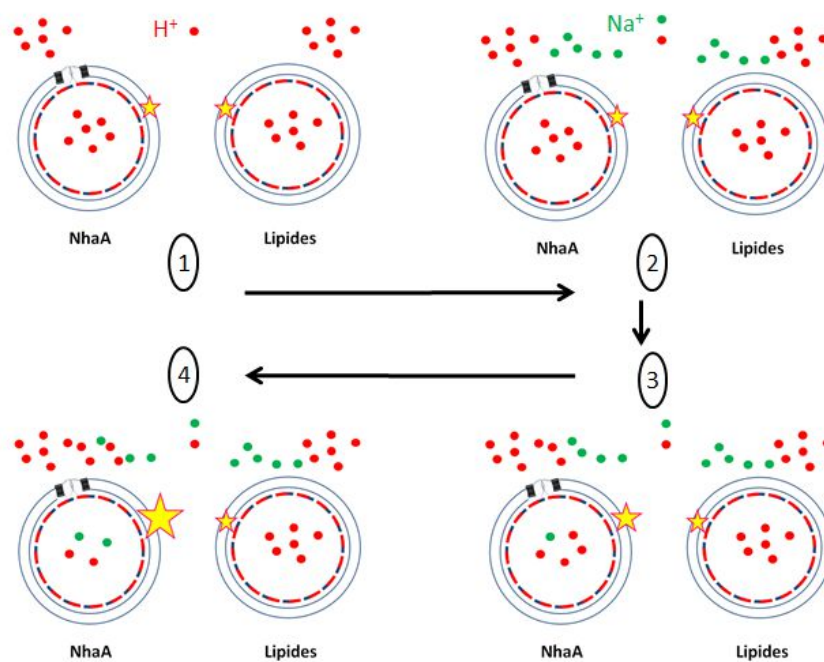 H+
Na+
NhaA
Lipides
NhaA
Lipides
1
2
4
3
NhaA
Lipides
NhaA
Lipides